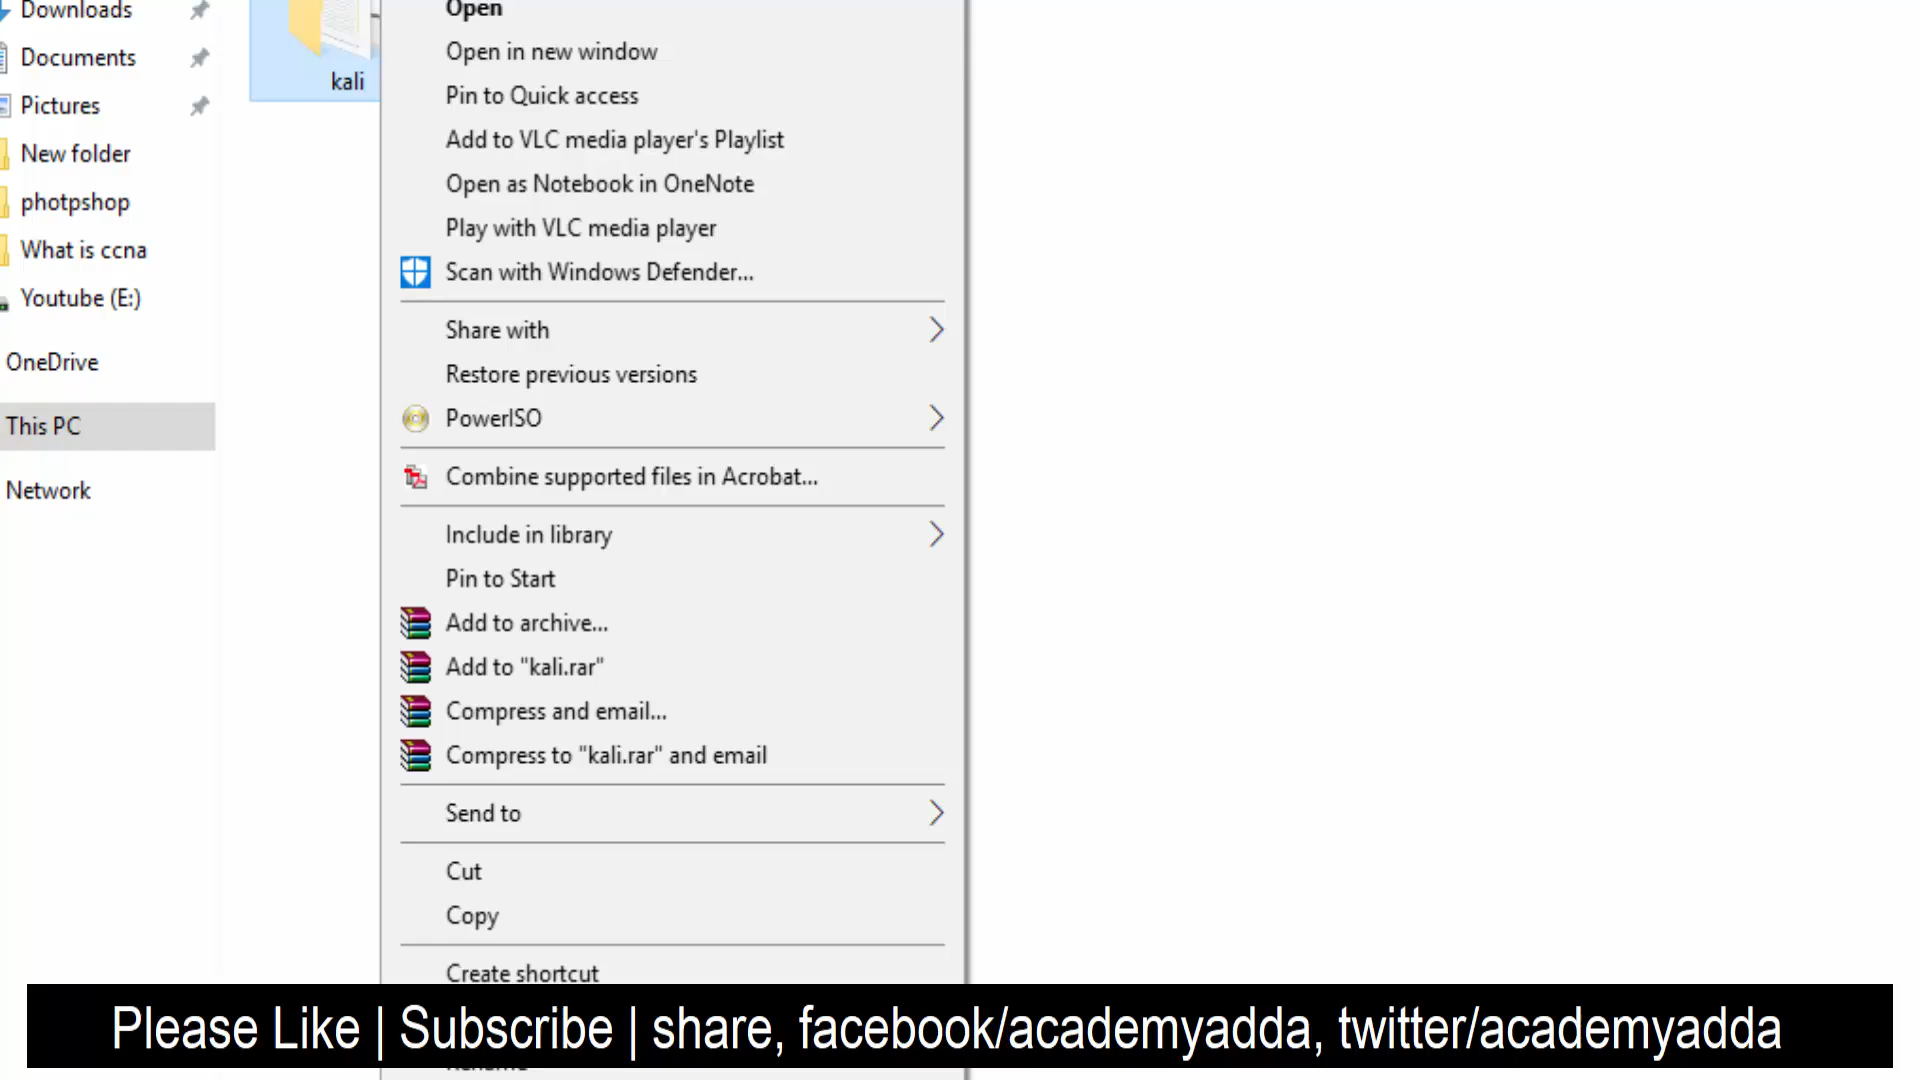 Downloads
Documents
Pictures
New folder
photpshop
What is ccna
Youtube (E:)
OneDrive
This PC
Network
kali
Open
Open in new window
Pin to Quick access
Add to VLC media player's Playlist
Open as Notebook in OneNote
Play with VLC media player
Scan with Windows Defender...
Share with
Restore previous versions
PowerISO
Combine supported files in Acrobat...
Include in library
Pin to Start
Add to archive...
Add to "kali.rar"
Compress and email...
Compress to "kali.rar" and email
Send to
Cut
Copy
Create shortcut
Please Like | Subscribe | share, facebook/academyadda, twitter/academyadda